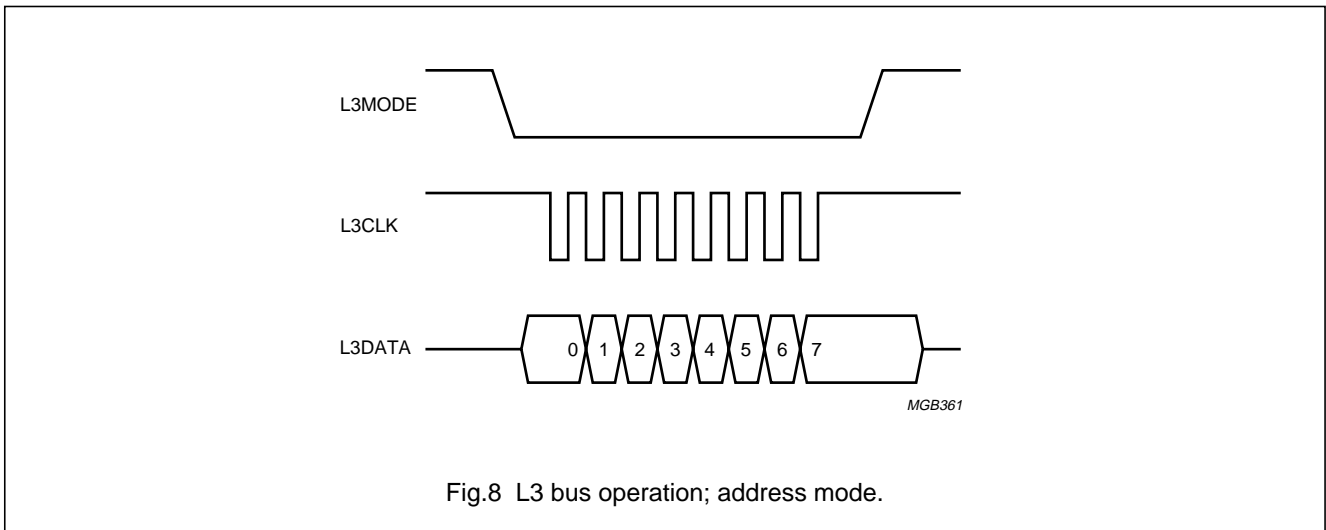 L3MODE
L3CLK
L3DATA 0 1 2 3 4 5 6 7
MGB361
Fig.8 L3 bus operation; address mode.